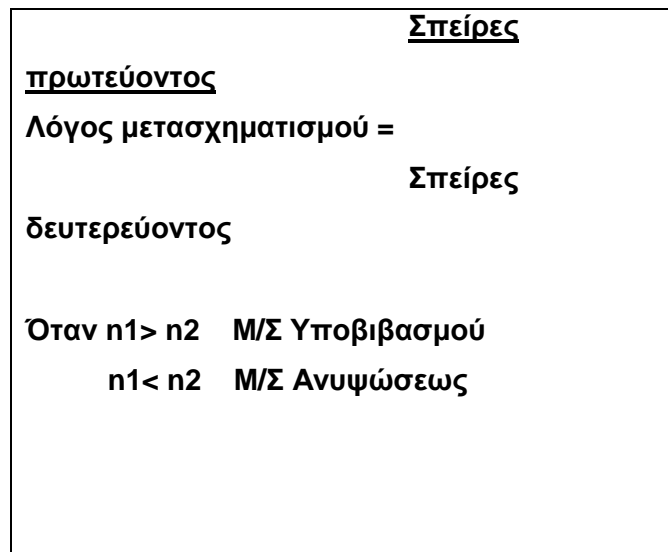 Σπείρες
πρωτεύοντος
Λόγος μετασχηματισμού =
Σπείρες
δευτερεύοντος
Όταν n1> n2 Μ/Σ Υποβιβασμού
n1< n2 Μ/Σ Ανυψώσεως